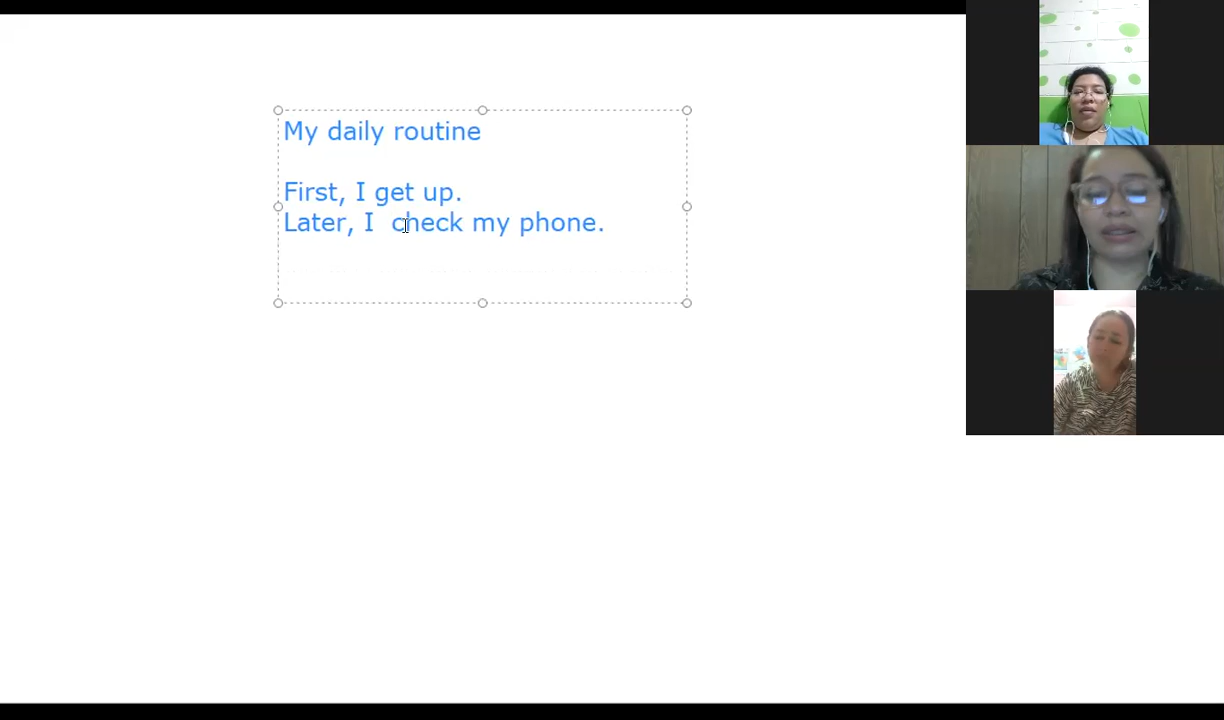 My daily routine
First, I get up.
Later, I  check my phone.